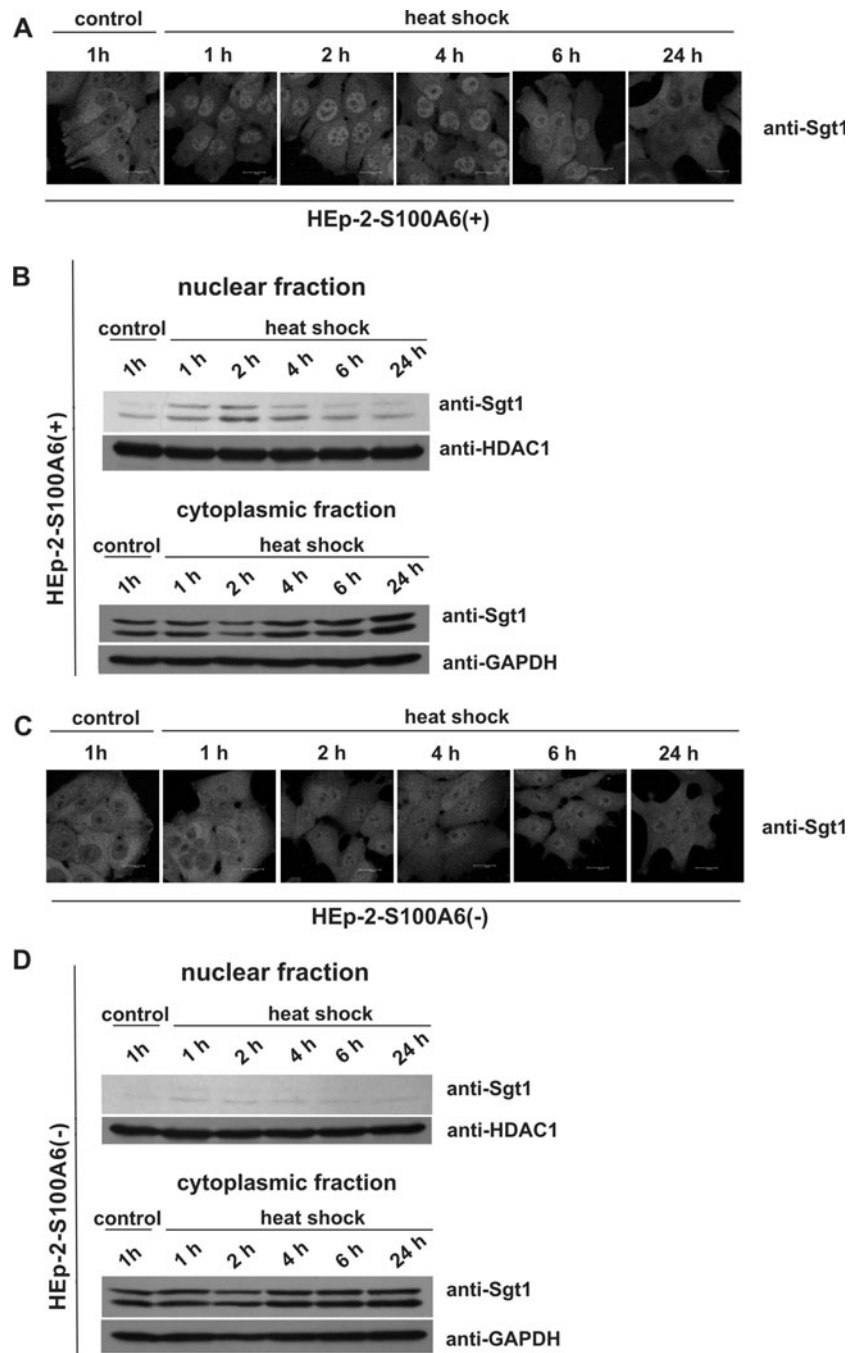 A
control heat shock
1h 1 h 2 h 4 h 6 h 24 h
anti-Sgt1
HEp-2-S100A6(+)
B
HEp-2-S100A6(+)
nuclear fraction
control heat shock
1h 1 h 2 h 4 h 6 h 24 h
anti-Sgt1
anti-HDAC1
cytoplasmic fraction
control heat shock
1h 1 h 2 h 4 h 6 h 24 h
anti-Sgt1
anti-GAPDH
C
control heat shock
1h 1 h 2 h 4 h 6 h 24 h
anti-Sgt1
HEp-2-S100A6(-)
D
HEp-2-S100A6(-)
nuclear fraction
control heat shock
1h 1 h 2 h 4 h 6 h 24 h
anti-Sgt1
anti-HDAC1
cytoplasmic fraction
control heat shock
1h 1 h 2 h 4 h 6 h 24 h
anti-Sgt1
anti-GAPDH